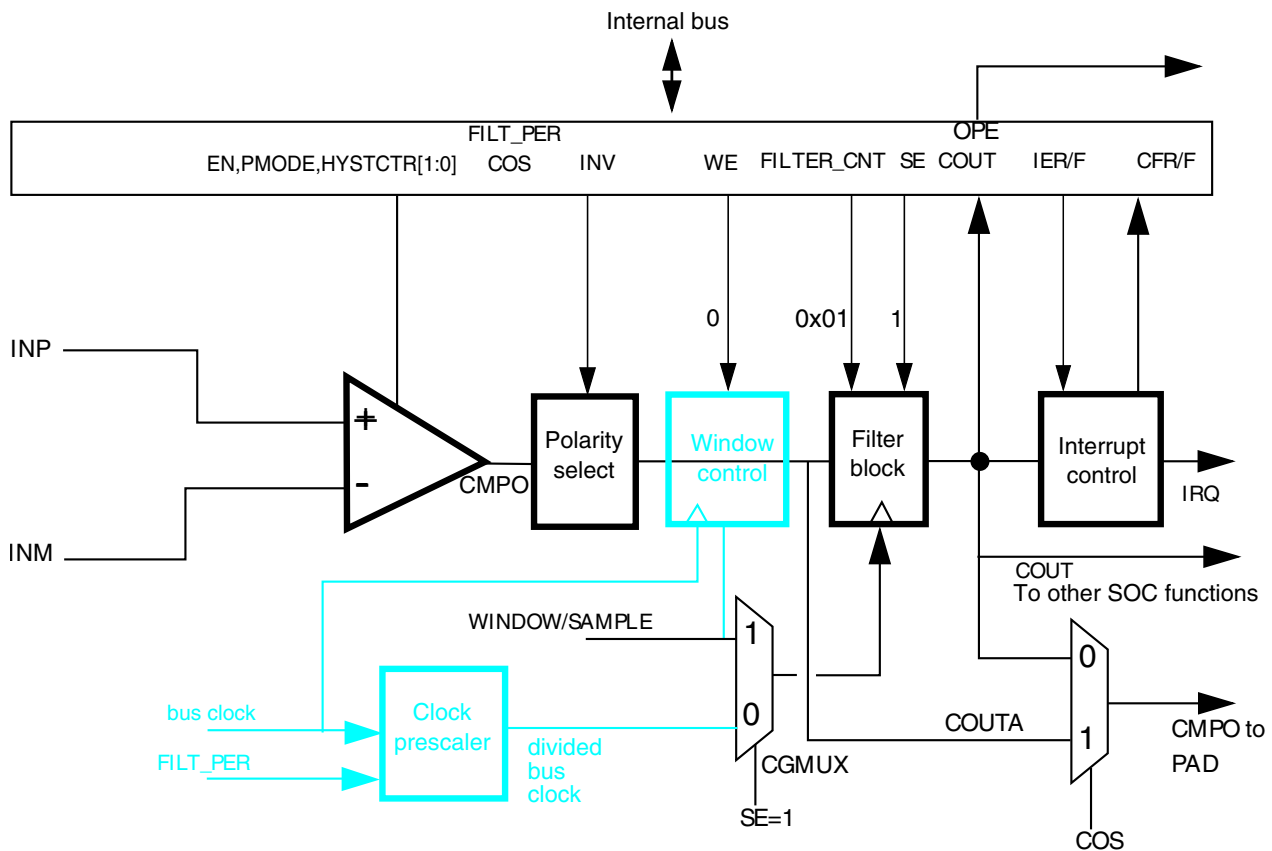 Internal bus
FILT_PER
OPE
EN,PMODE,HYSTCTR[1:0]
COS
INV
WE
FILTER_CNT
SE
COUT
IER/F
CFR/F
0
0x01
1
INP
+
-
INM
CMPO
Polarity
select
Window
control
Filter
block
Interrupt
control
IRQ
COUT
To other SOC functions
WINDOW/SAMPLE
1
0
CGMUX
SE=1
bus clock
FILT_PER
Clock
prescaler
divided
bus
clock
COUTA
0
1
COS
CMPO to
PAD